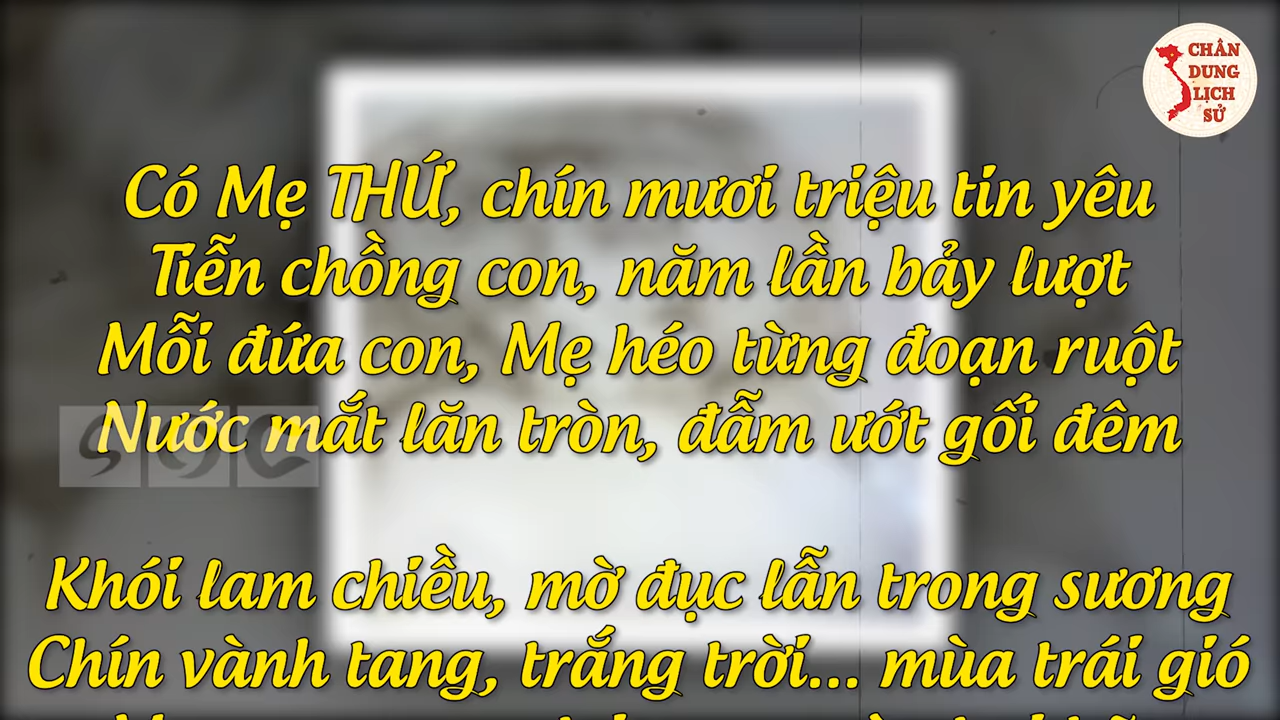 CHÂN
DUNG
LỊCH
SỬ
Có Mẹ THỨ, chín mươi triệu tin yêu
Tiễn chồng con, năm lần bảy lượt
Mỗi đứa con, Mẹ héo từng đoạn ruột
Nước mắt lăn tròn, đẫm ướt gối đêm
Khói lam chiều, mờ đục lẫn trong sương
Chín vành tang, trắng trời... mùa trái gió